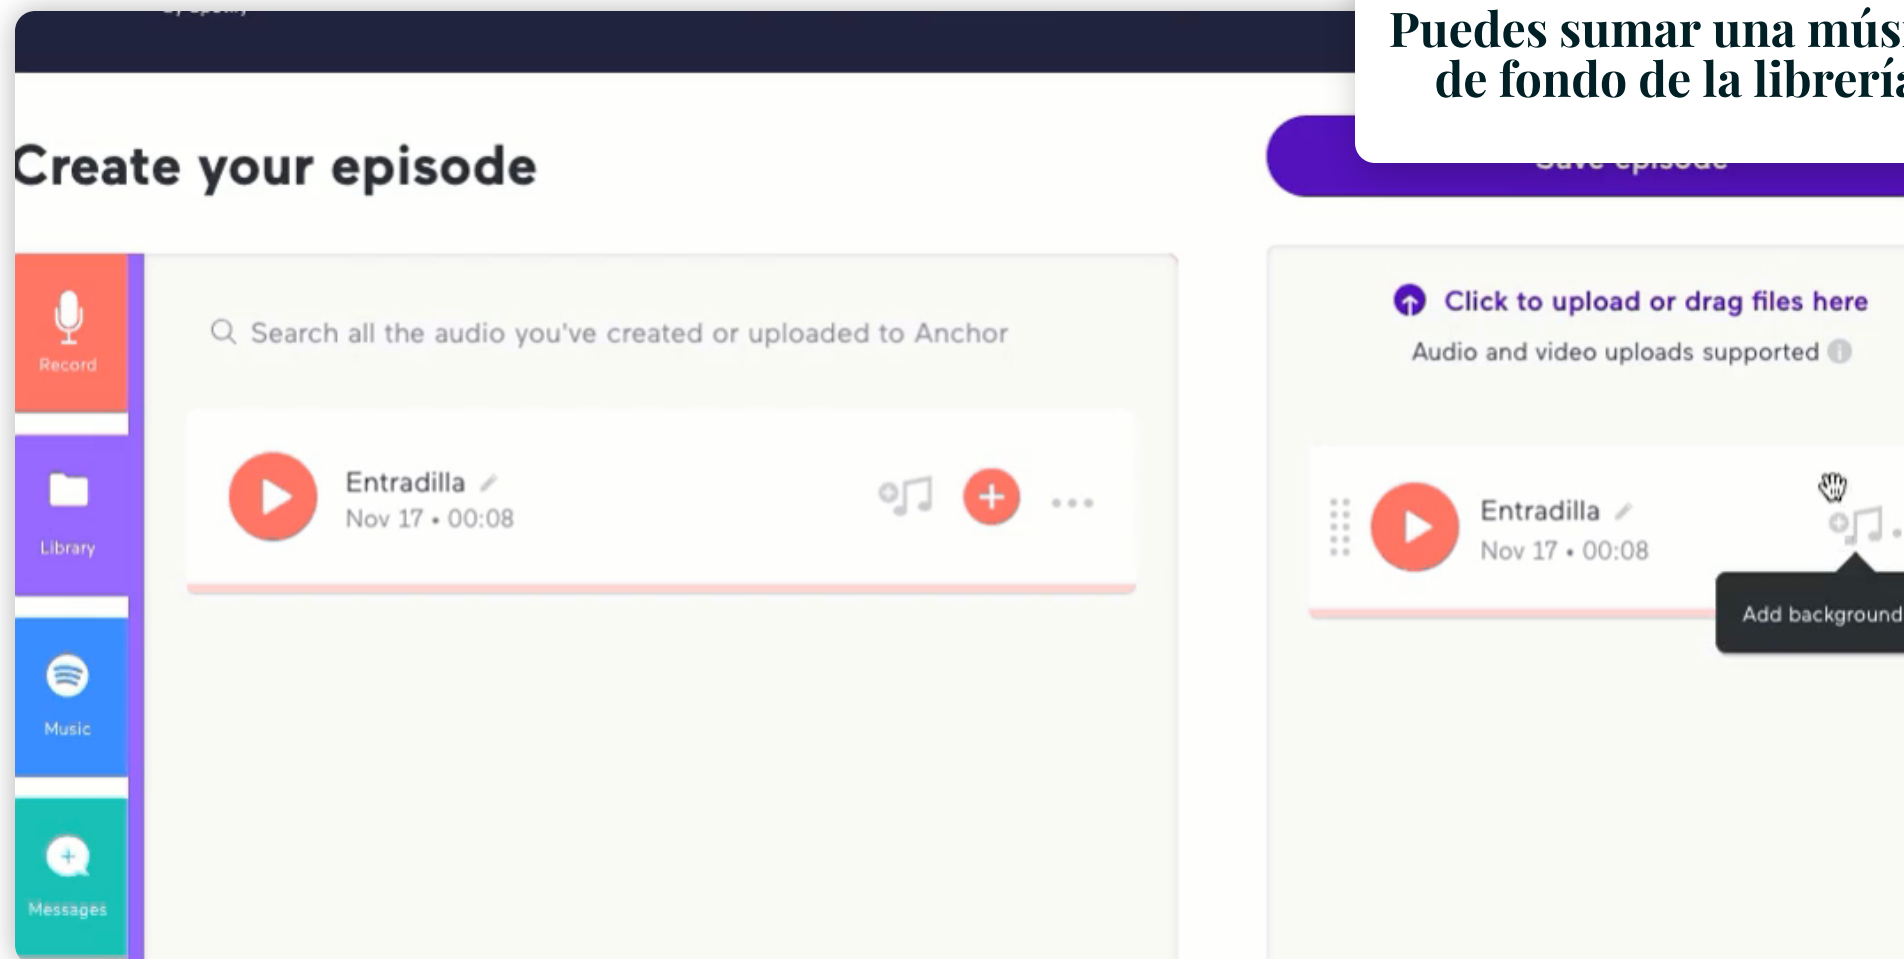 Puedes sumar una
de fondo de la
Create your episode
Save episode
Click to upload or drag files here
Audio and video uploads supported
Record
Search all the audio you've created or uploaded to Anchor
Entradilla
Nov 17 • 00:08
Entradilla
Nov 17 • 00:08
Library
Add background
Music
Messages